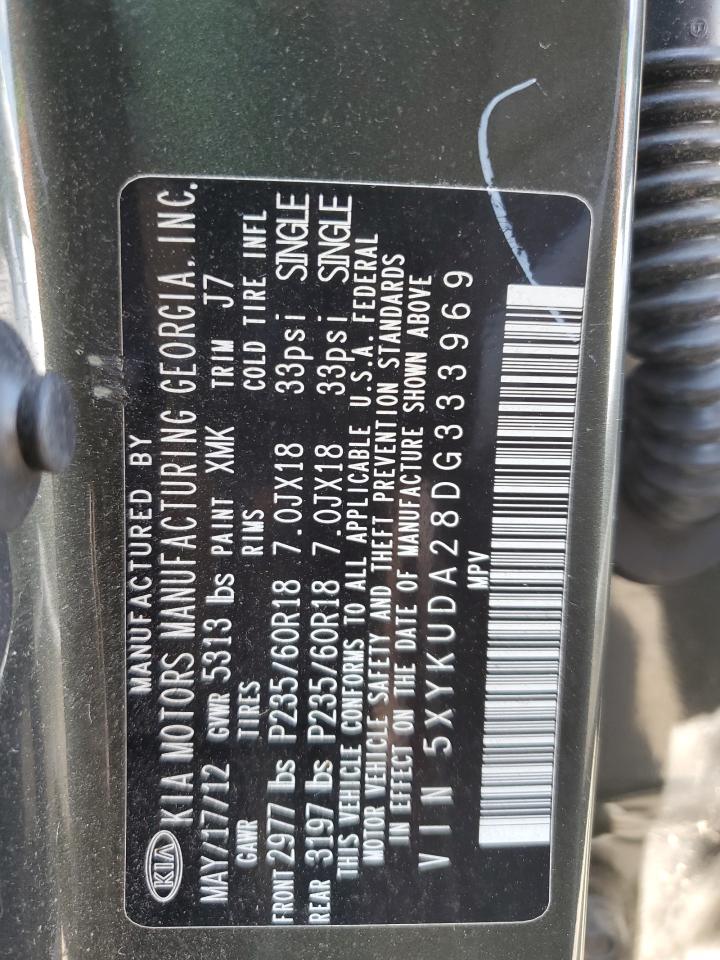 MANUFACTURED BY
KIA KIA MOTORS MANUFACTURING GEORGIA, INC.
MAY/17/12 GVWR 5313 lbs PAINT XMK TRIM J7
GAWR TIRES RIMS COLD TIRE INFL
FRONT 2977 lbs P235/60R18 7.0JX18 33psi SINGLE
REAR 3197 lbs P235/60R18 7.0JX18 33psi SINGLE
THIS VEHICLE CONFORMS TO ALL APPLICABLE U.S.A. FEDERAL
MOTOR VEHICLE SAFETY AND THEFT PREVENTION STANDARDS
IN EFFECT ON THE DATE OF MANUFACTURE SHOWN ABOVE
VIN 5XYKUDA28DG333969
MPV